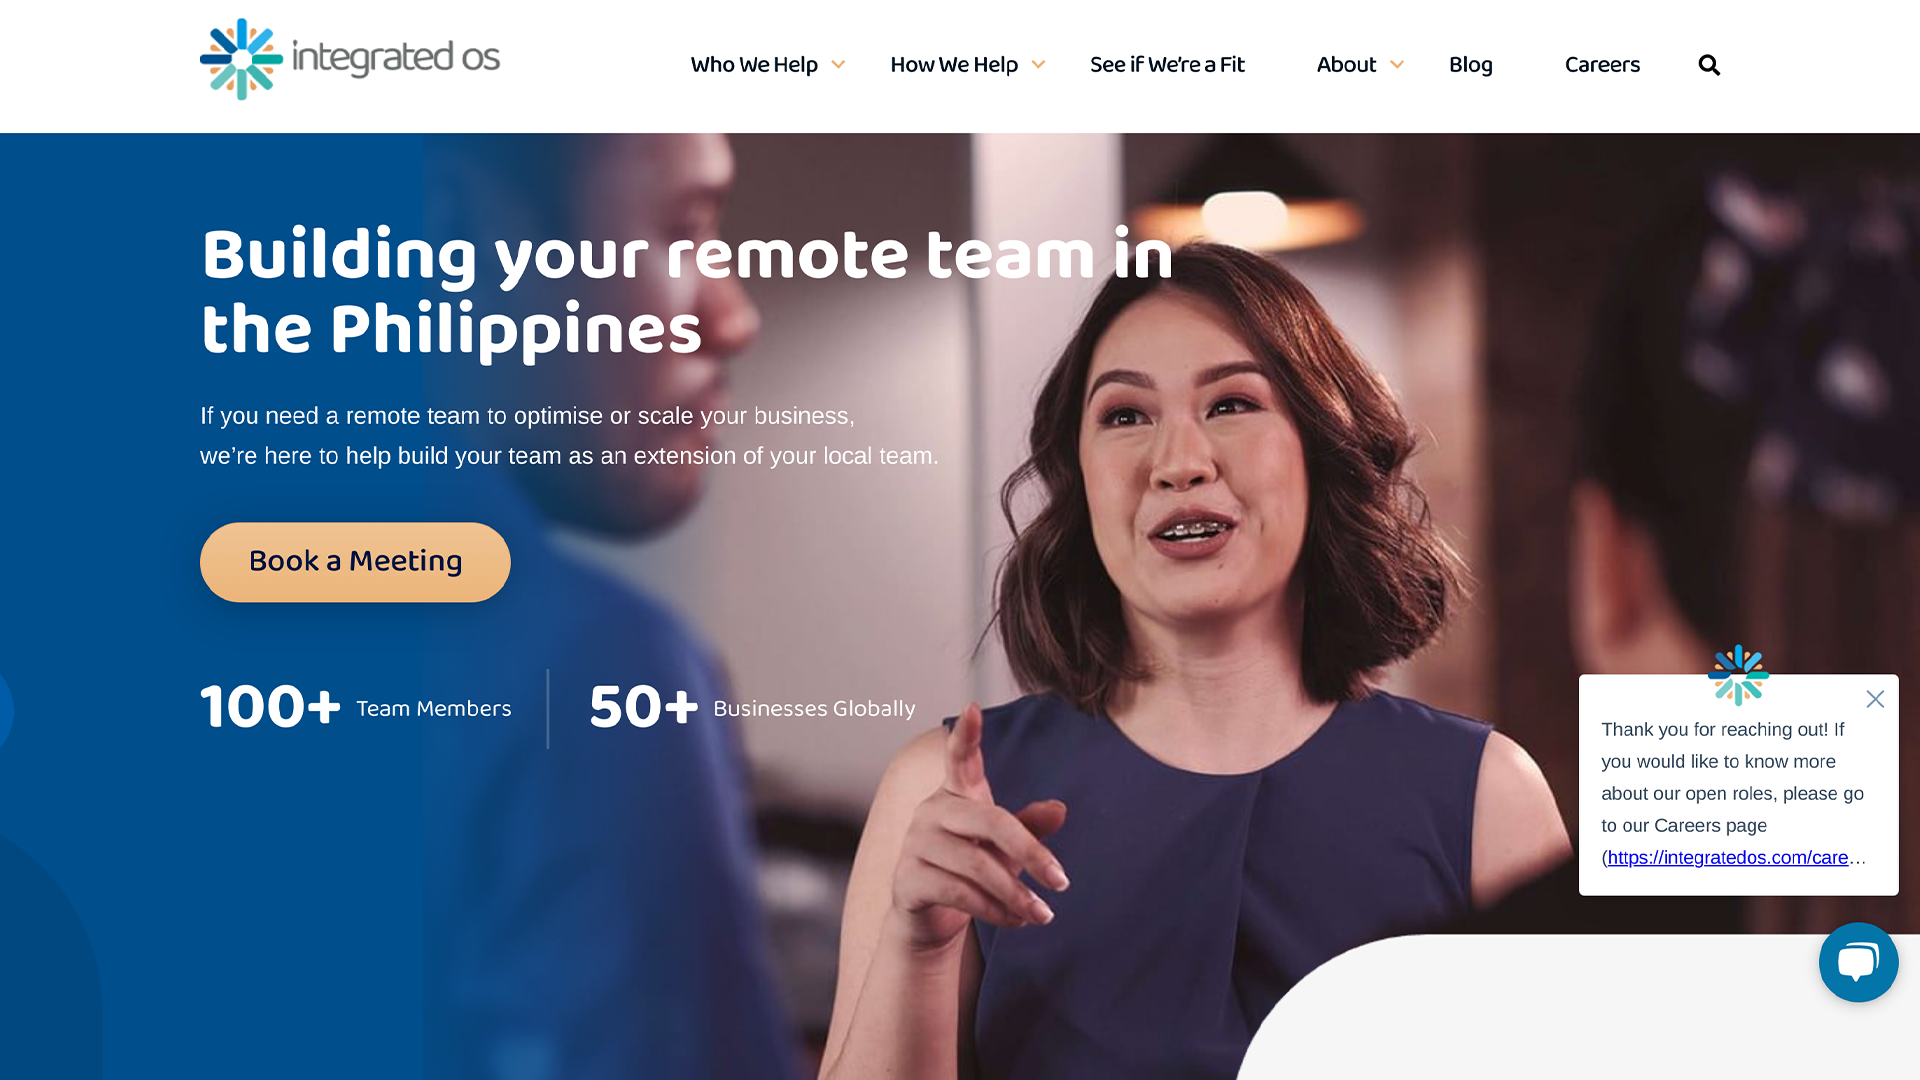 integrated os
Who We Help
How We Help
See if We're a Fit
About
Blog
Careers
Building your remote team in
the Philippines
If you need a remote team to optimise or scale your business,
we’re here to help build your team as an extension of your local team.
Book a Meeting
100+ Team Members
50+ Businesses Globally
Thank you for reaching out! If
you would like to know more
about our open roles, please go
to our Careers page
(https://integratedos.com/care…